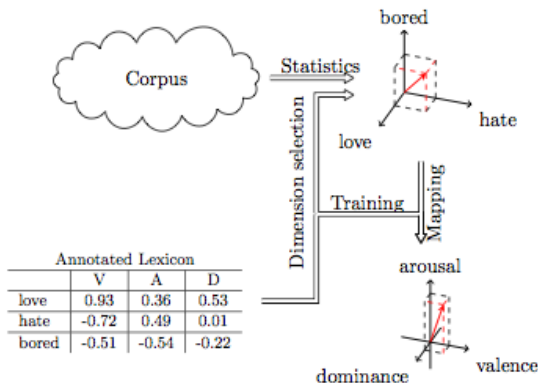 bored
Statistics
Corpus
hate
love
Dimension selection
Training
Mapping
Annotated Lexicon
V A D
love 0.93 0.36 0.53
hate -0.72 0.49 0.01
bored -0.51 -0.54 -0.22
arousal
valence
dominance